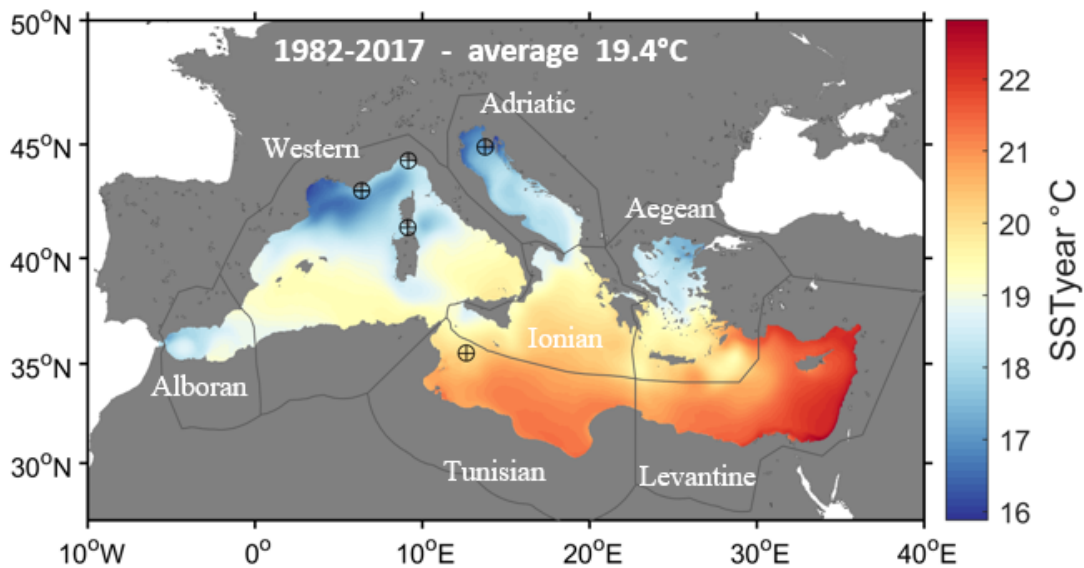 50°N
1982-2017 - average 19.4°C
Adriatic
45°N
Western
Aegean
40°N
Ionian
35°N
Alboran
Tunisian
Levantine
30°N
10°W
0°
10°E
20°E
30°E
40°E
22
21
20
19
18
17
16
SSTyear °C